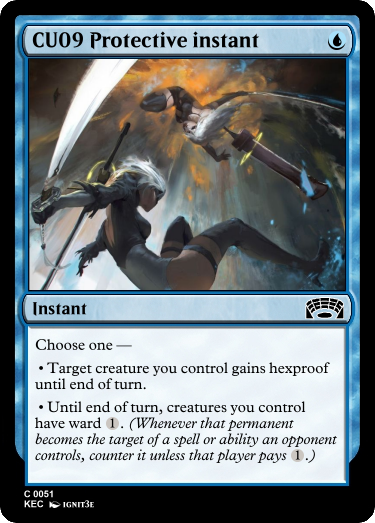 CU09 Protective instant
Instant
Choose one —
• Target creature you control gains hexproof
until end of turn.
• Until end of turn, creatures you control
have ward 1. (Whenever that permanent
becomes the target of a spell or ability an opponent
controls, counter it unless that player pays 1.)
C 0051
KEC IGNIT3E